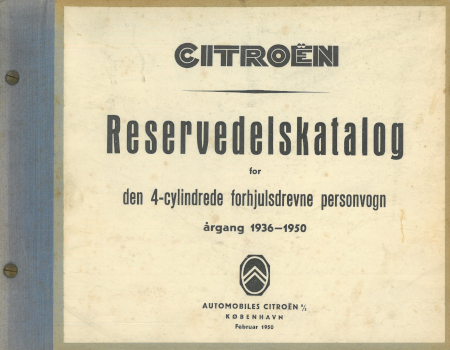 CITROËN
Reservedelskatalog
for
den 4-cylindrede forhjulsdrevne personvogn
årgang 1936–1950
AUTOMOBILES CITROËN A/S
KØBENHAVN
Februar 1950